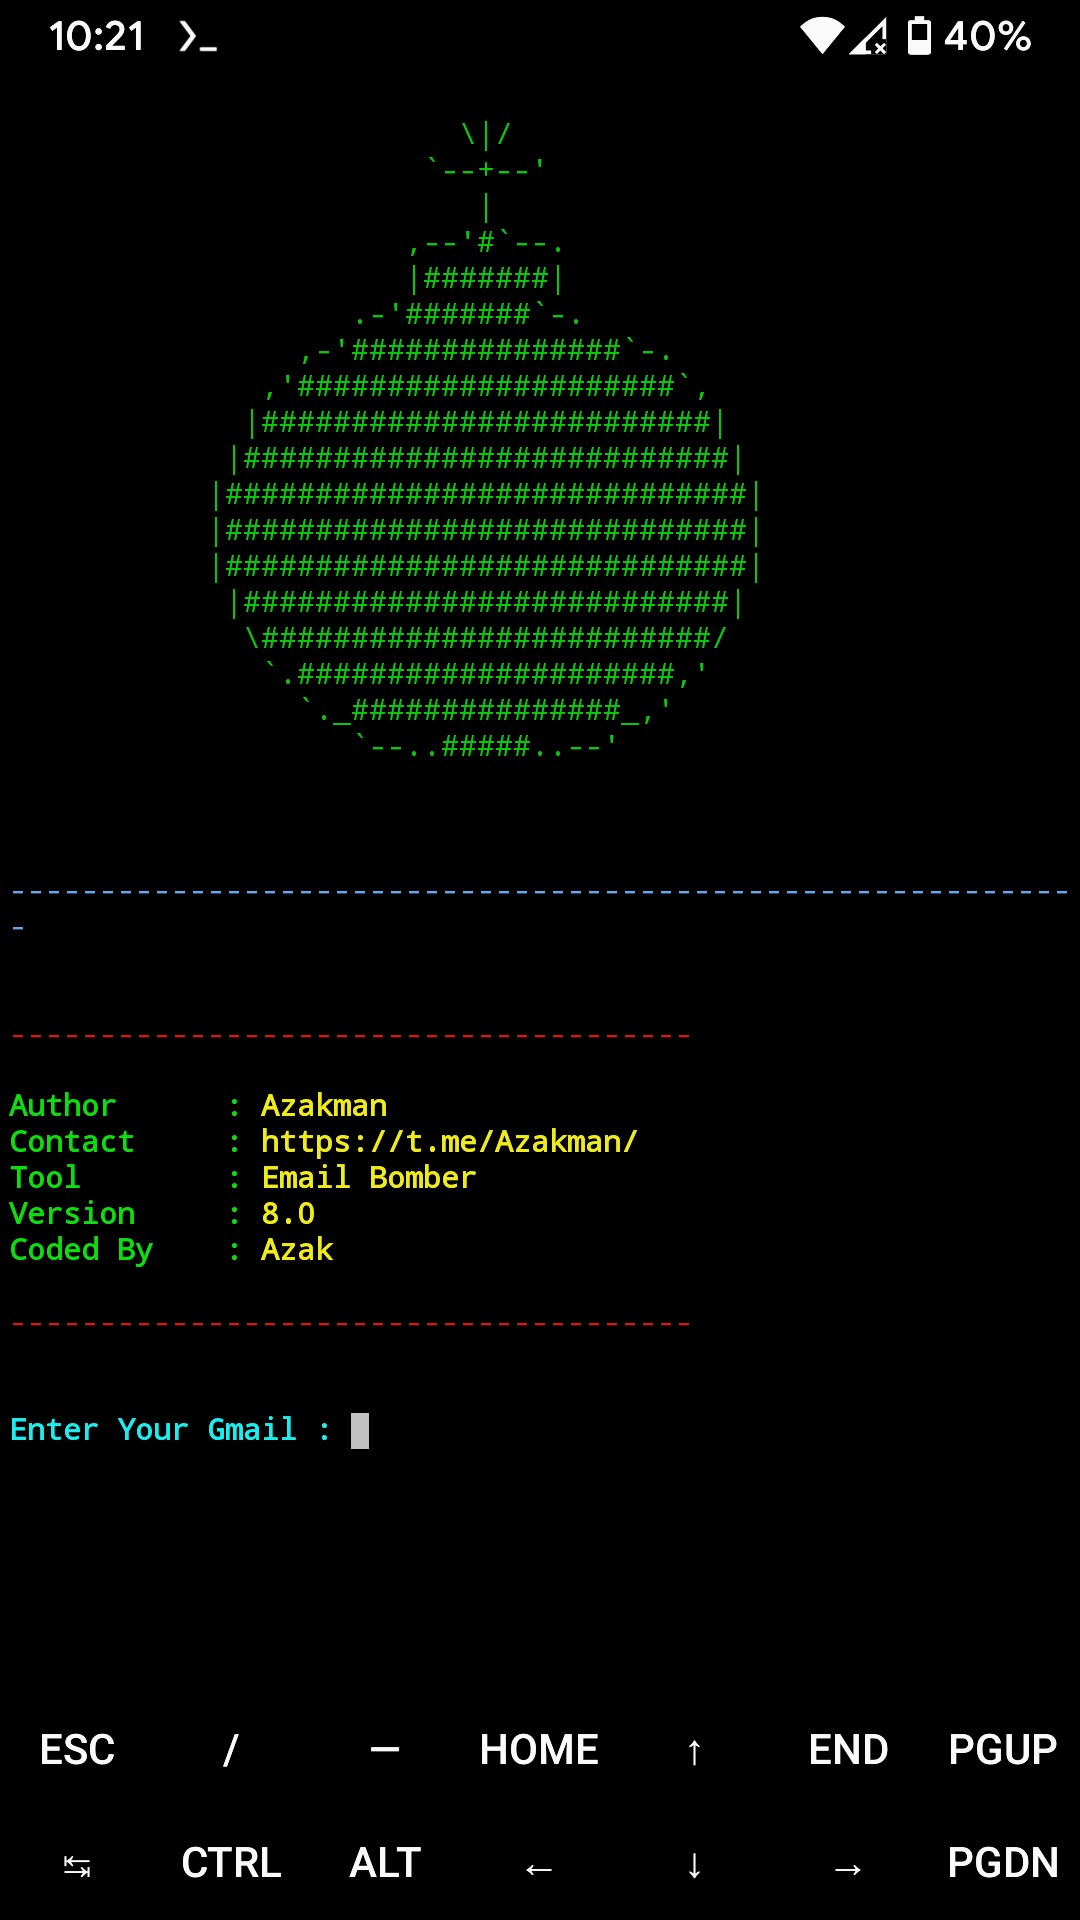 10:21 40%
\|/
`--+--'
|
,--'#`--.
|#######|
.-'#######`-.
,-'###############`-.
,'#####################`,
|#########################|
|###########################|
|#############################|
|#############################|
|#############################|
|###########################|
\#########################/
`.#####################,'
`._###############_,'
`--..#####..--'
-----------------------------------------------------------
-
--------------------------------------
Author : Azakman
Contact : https://t.me/Azakman/
Tool : Email Bomber
Version : 8.0
Coded By : Azak
--------------------------------------
Enter Your Gmail :
ESC / — HOME ↑ END PGUP
↹ CTRL ALT ← ↓ → PGDN